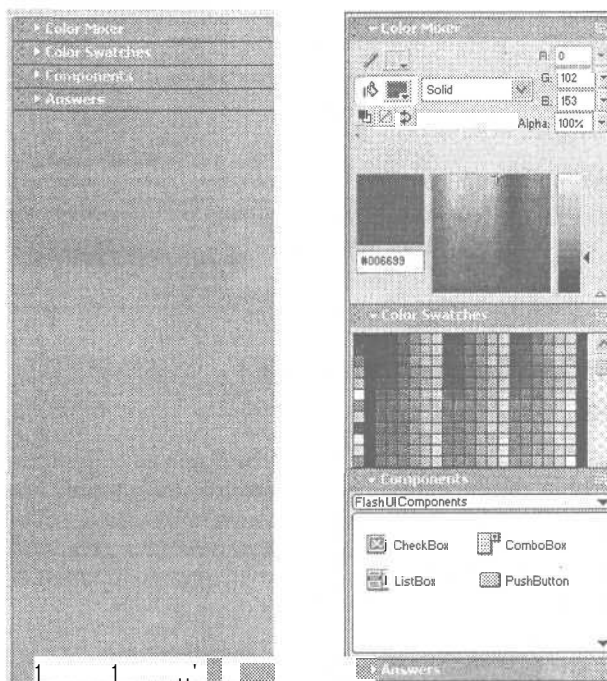 Color Mixer
Color Swatches
Components
Answers
Color Mixer
R: 0
G: 102
Solid
B: 153
Alpha: 100%
#006699
Color Swatches
Components
FlashUIComponents
CheckBox
ComboBox
ListBox
PushButton
Answers